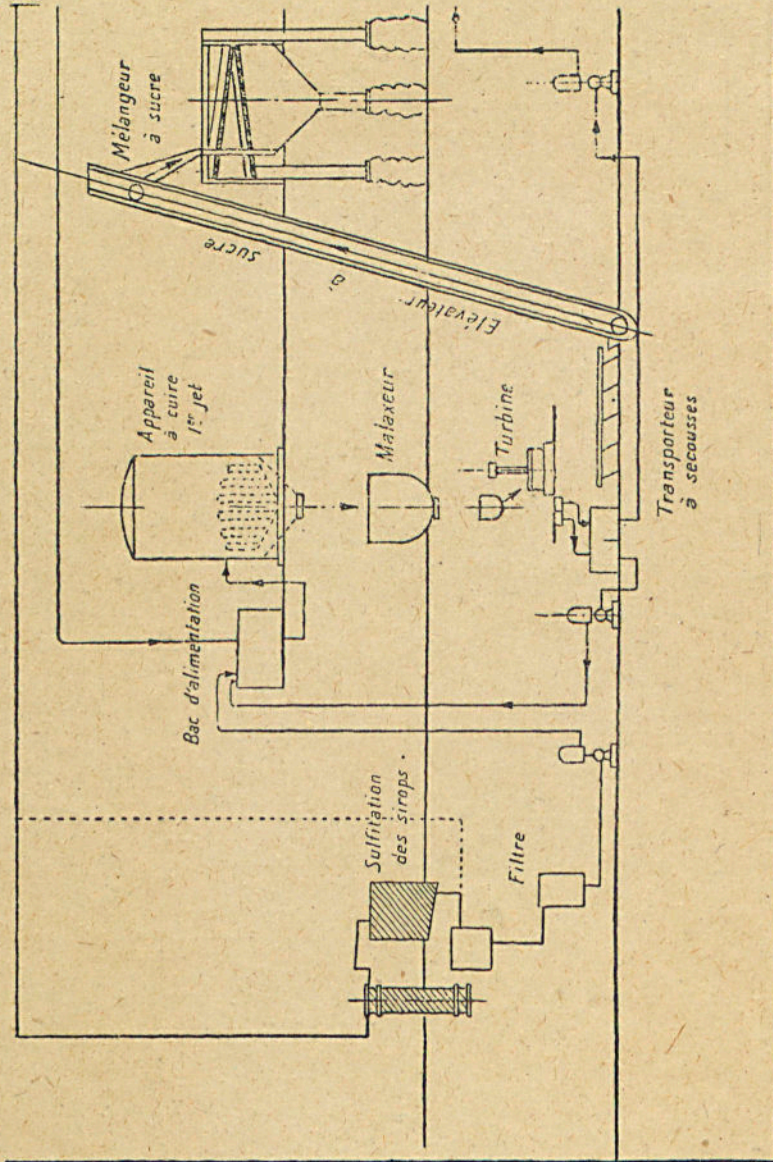 Mélangeur
à sucre
Elévateur à sucre
Appareil
à cuire
1er jet
Bac d'alimentation
Malaxeur
Turbine
Transporteur
à secousses
Sulfitation
des sirops.
Filtre